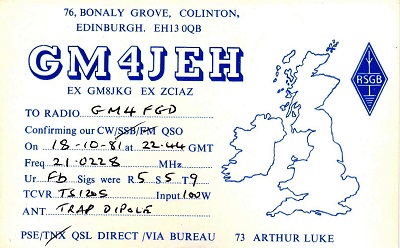 76, BONALY GROVE, COLINTON,
EDINBURGH. EH13 0QB
GM4JEH
EX GM8JKG EX ZC1AZ
RSGB
TO RADIO GM4FGD
Confirming our CW/SSB/FM QSO
On 18-10-81 at 22.44 GMT
Freq 21.0228 MHz
Ur Fb Sigs were R 5 S 5 T 9
TCVR TS120S Input 100W
ANT TRAP DIPOLE
PSE/TNX QSL DIRECT/VIA BUREAU 73 ARTHUR LUKE